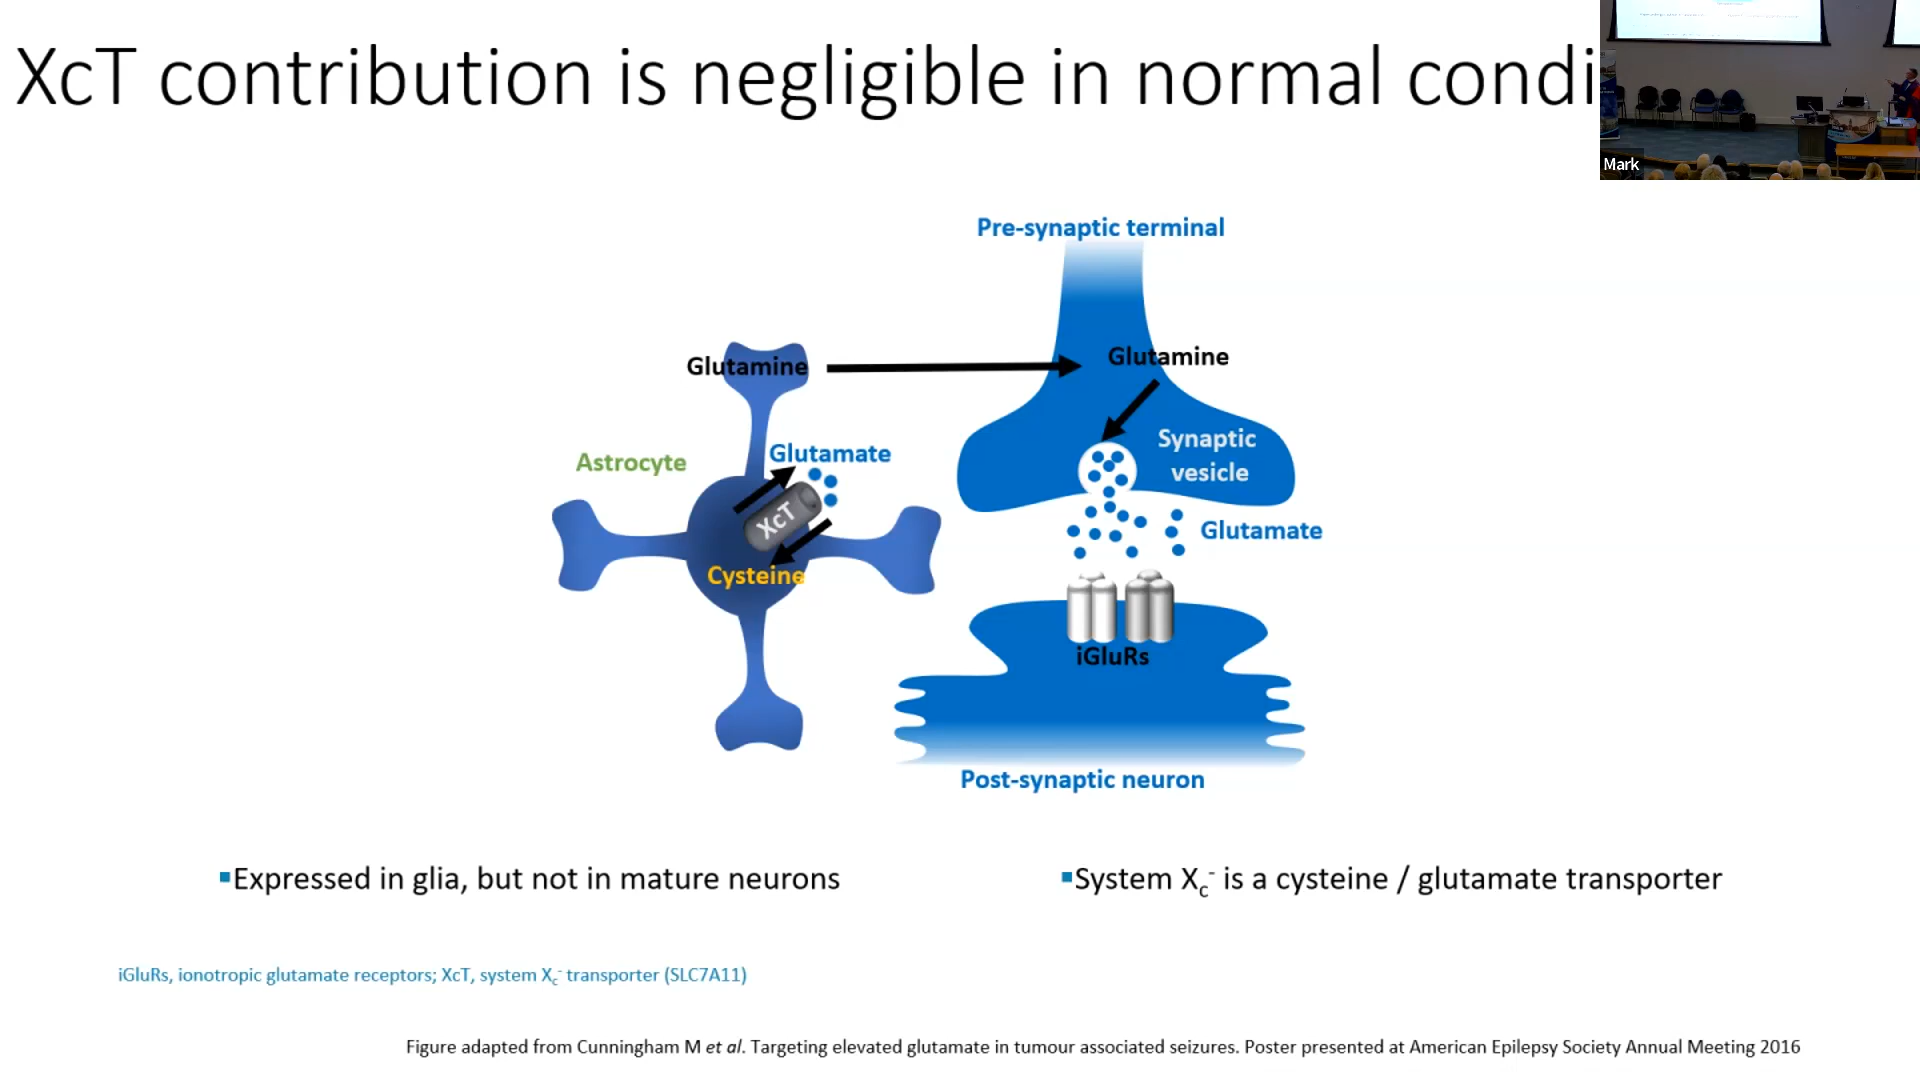 XcT contribution is negligible in normal condi
Mark
Pre-synaptic terminal
Glutamine
Glutamine
Synaptic
vesicle
Astrocyte
Glutamate
XcT
Glutamate
Cysteine
iGluRs
Post-synaptic neuron
▪Expressed in glia, but not in mature neurons
▪System Xc- is a cysteine / glutamate transporter
iGluRs, ionotropic glutamate receptors; XcT, system Xc- transporter (SLC7A11)
Figure adapted from Cunningham M et al. Targeting elevated glutamate in tumour associated seizures. Poster presented at American Epilepsy Society Annual Meeting 2016